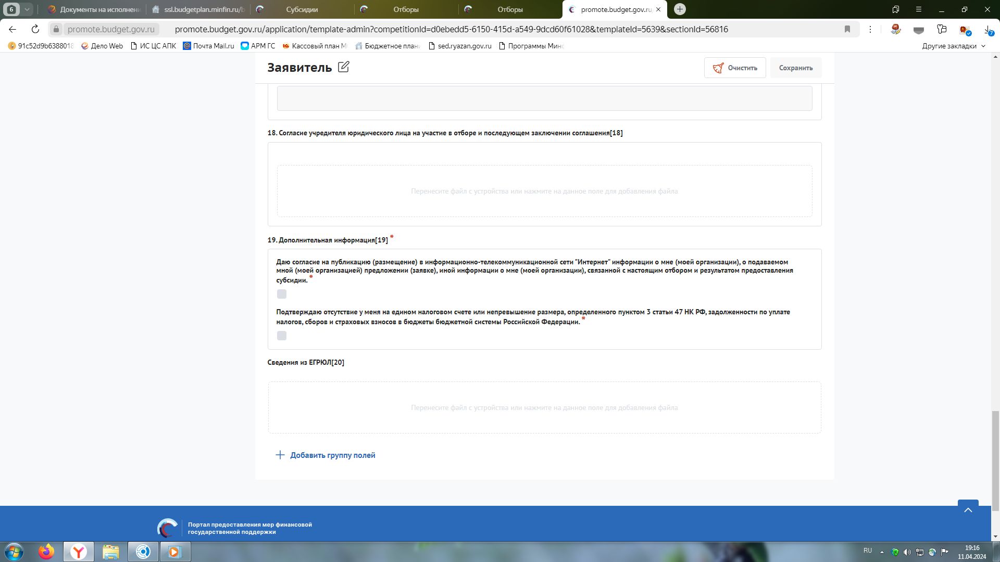 6
Документы на исполнени
ssl.budgetplan.minfin.ru/b
Субсидии
Отборы
Отборы
promote.budget.gov.ru
promote.budget.gov.ru
promote.budget.gov.ru/application/template-admin?competitionId=d0ebedd5-6150-415d-a549-9dcd60f61028&templateId=5639&sectionId=56816
7
91c52d9b6388018
Дело Web
ИС ЦС АПК
Почта Mail.ru
АРМ ГС
Кассовый план М
Бюджетное плани
sed.ryazan.gov.ru
Программы Минф
Другие закладки
Заявитель
Очистить
Сохранить
18. Согласие учредителя юридического лица на участие в отборе и последующем заключении соглашения[18]
Перенесите файл с устройства или нажмите на данное поле для добавления файла
19. Дополнительная информация[19] *
Даю согласие на публикацию (размещение) в информационно-телекоммуникационной сети "Интернет" информации о мне (моей организации), о подаваемом
мной (моей организацией) предложении (заявке), иной информации о мне (моей организации), связанной с настоящим отбором и результатом предоставления
субсидии. *
Подтверждаю отсутствие у меня на едином налоговом счете или непревышение размера, определенного пунктом 3 статьи 47 НК РФ, задолженности по уплате
налогов, сборов и страховых взносов в бюджеты бюджетной системы Российской Федерации. *
Сведения из ЕГРЮЛ[20]
Перенесите файл с устройства или нажмите на данное поле для добавления файла
Добавить группу полей
Портал предоставления мер финансовой
государственной поддержки
RU
19:16
11.04.2024